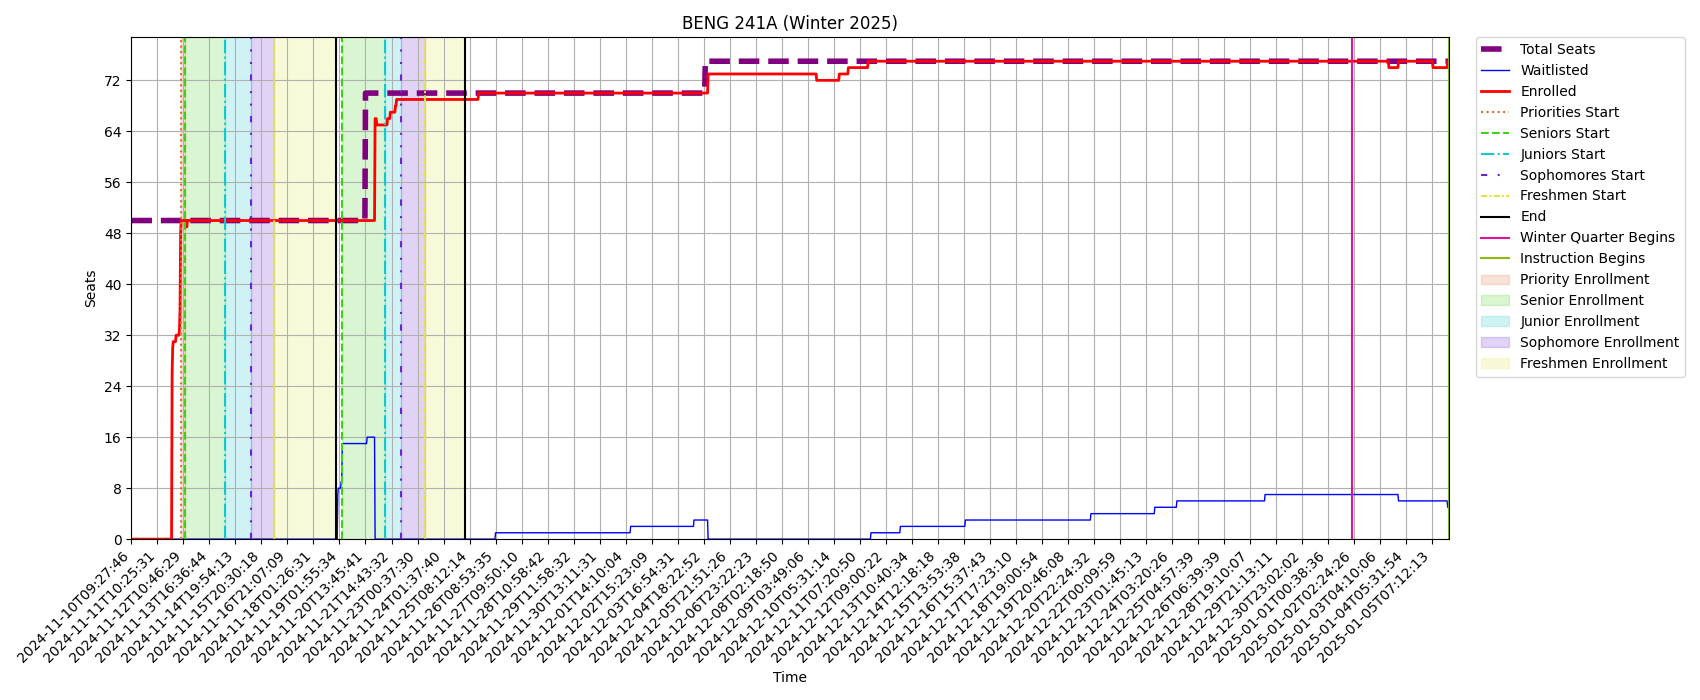 BENG 241A (Winter 2025)
Seats
72
64
56
48
40
32
24
16
8
0
2024-11-10T09:27:46
2024-11-11T10:25:31
2024-11-12T10:46:29
2024-11-13T16:36:44
2024-11-14T19:54:13
2024-11-15T20:30:18
2024-11-16T21:07:09
2024-11-18T01:26:31
2024-11-19T01:55:34
2024-11-20T13:45:41
2024-11-21T14:43:32
2024-11-23T00:37:30
2024-11-24T01:37:40
2024-11-25T08:12:14
2024-11-26T08:53:35
2024-11-27T09:50:10
2024-11-28T10:58:42
2024-11-29T11:58:32
2024-11-30T13:11:31
2024-12-01T14:10:04
2024-12-02T15:23:09
2024-12-03T16:54:31
2024-12-04T18:22:52
2024-12-05T21:51:26
2024-12-06T23:22:23
2024-12-08T02:18:50
2024-12-09T03:49:06
2024-12-10T05:31:14
2024-12-11T07:20:50
2024-12-12T09:00:22
2024-12-13T10:40:34
2024-12-14T12:18:18
2024-12-15T13:53:38
2024-12-16T15:37:43
2024-12-17T17:23:10
2024-12-18T19:00:54
2024-12-19T20:46:08
2024-12-20T22:24:32
2024-12-22T00:09:59
2024-12-23T01:45:13
2024-12-24T03:20:26
2024-12-25T04:57:39
2024-12-26T06:39:39
2024-12-28T19:10:07
2024-12-29T21:13:11
2024-12-30T23:02:02
2025-01-01T00:38:36
2025-01-02T02:24:26
2025-01-03T04:10:06
2025-01-04T05:31:54
2025-01-05T07:12:13
Time
Total Seats
Waitlisted
Enrolled
Priorities Start
Seniors Start
Juniors Start
Sophomores Start
Freshmen Start
End
Winter Quarter Begins
Instruction Begins
Priority Enrollment
Senior Enrollment
Junior Enrollment
Sophomore Enrollment
Freshmen Enrollment